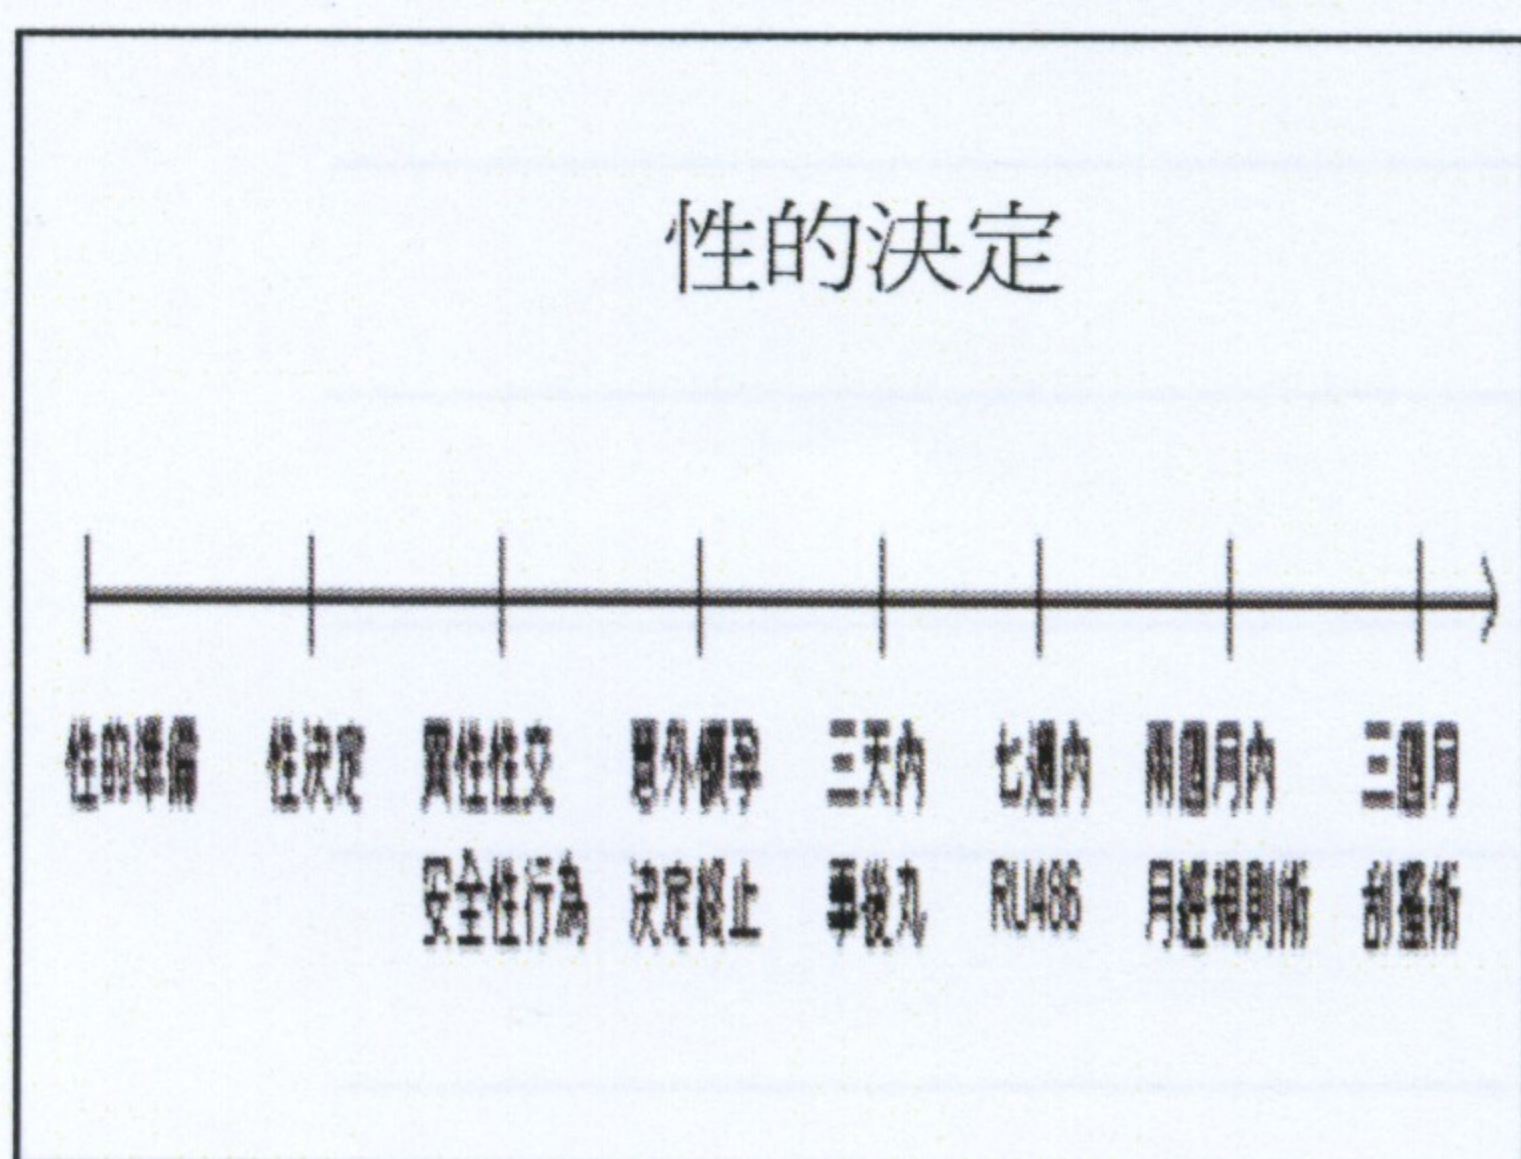 性的決定
性的準備 性決定 異性性交 意外懷孕 三天內 七週內 兩個月內 三個月
安全性行為 決定終止 事後丸 RU486 月經規則術 刮宮術